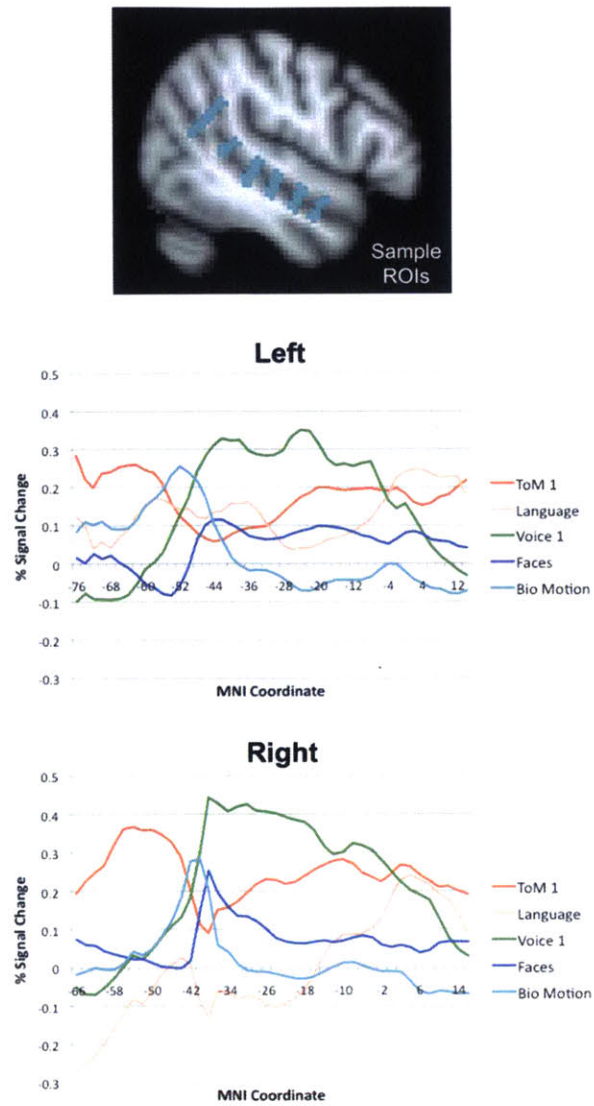 Sample
ROIs
Left
% Signal Change
0.5
0.4
0.3
0.2
0.1
0
-0.1
-0.2
-0.3
-76 -68 -60 -52 -44 -36 -28 -20 -12 -4 4 12
MNI Coordinate
ToM 1
Language
Voice 1
Faces
Bio Motion
Right
% Signal Change
0.5
0.4
0.3
0.2
0.1
0
-0.1
-0.2
-0.3
-66 -58 -50 -42 -34 -26 -18 -10 -2 6 14
MNI Coordinate
ToM 1
Language
Voice 1
Faces
Bio Motion